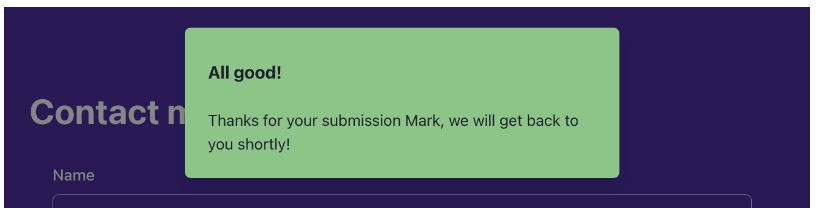 All good!
Contact
Thanks for your submission Mark, we will get back to
you shortly!
Name